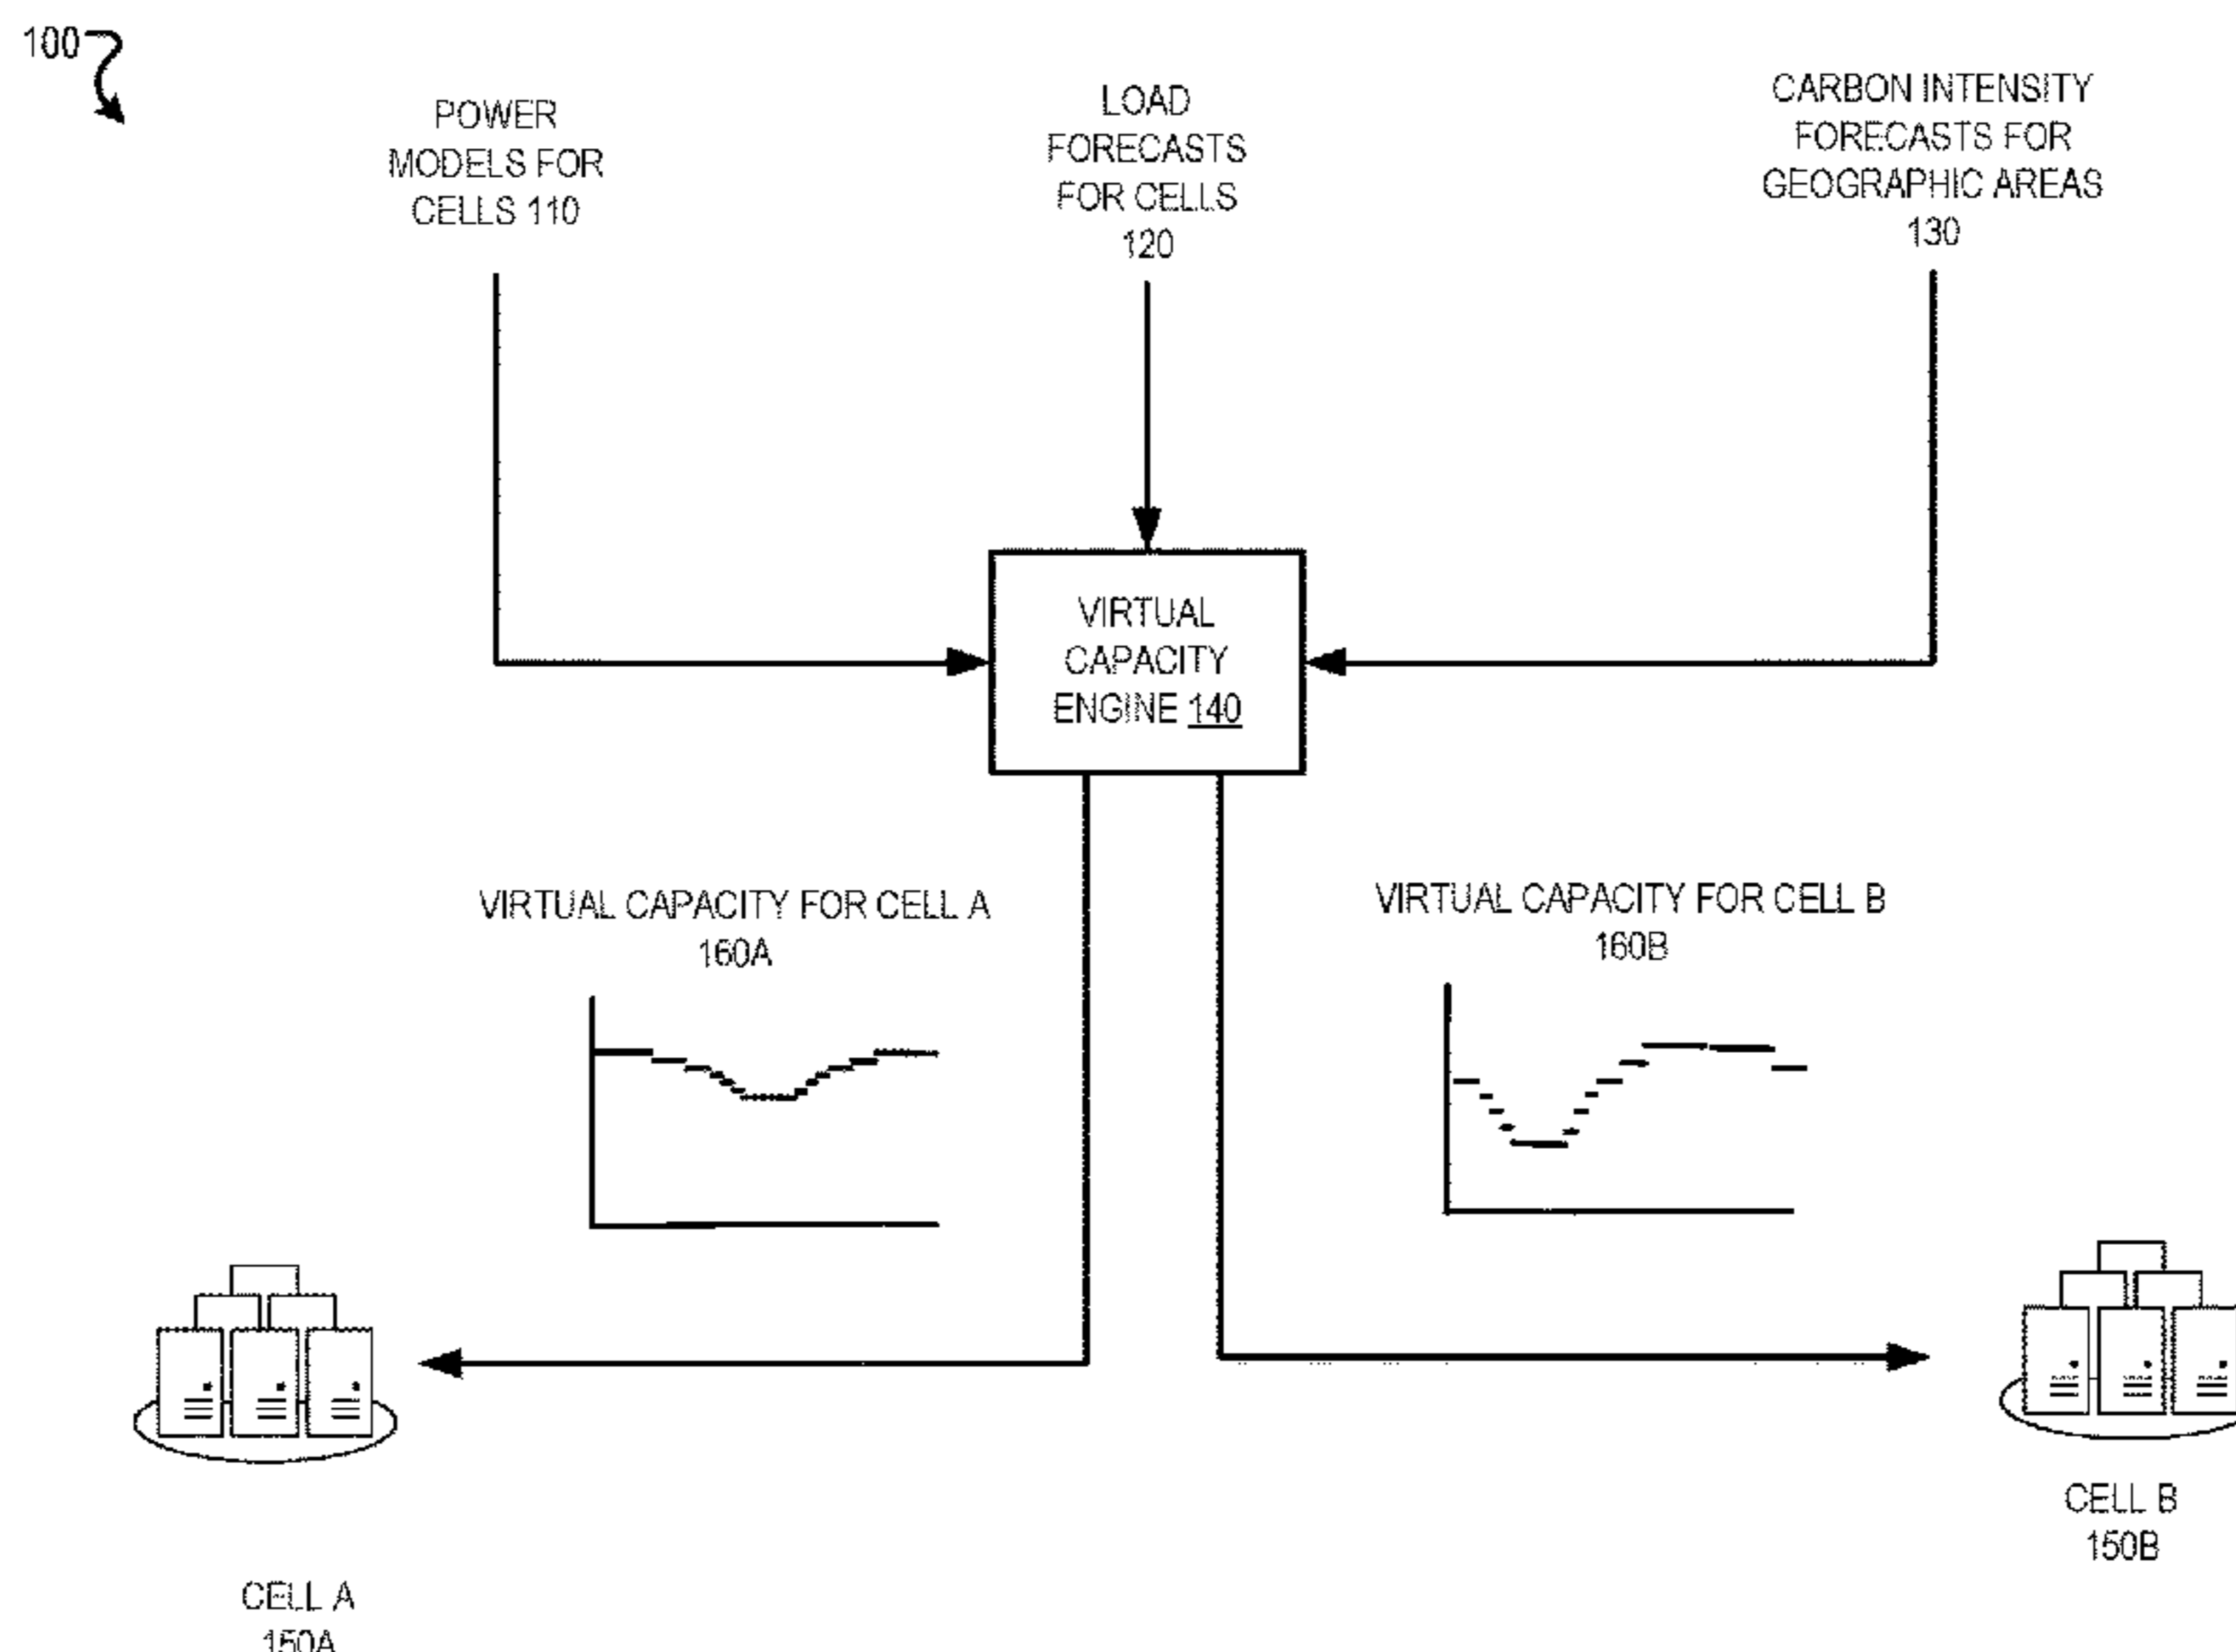 100
POWER
MODELS FOR
CELLS 110
LOAD
FORECASTS
FOR CELLS
120
CARBON INTENSITY
FORECASTS FOR
GEOGRAPHIC AREAS
130
VIRTUAL
CAPACITY
ENGINE 140
VIRTUAL CAPACITY FOR CELL A
160A
VIRTUAL CAPACITY FOR CELL B
160B
CELL A
150A
CELL B
150B